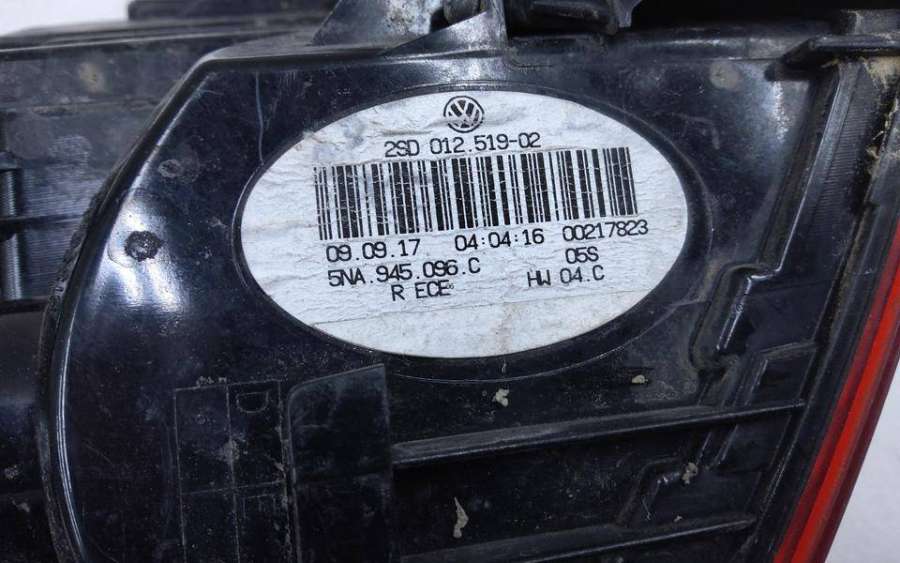 2SD 012.519-02
09.09.17 04:04:16 00217823
5NA.945.096.C 05S
R ECE HW 04.C